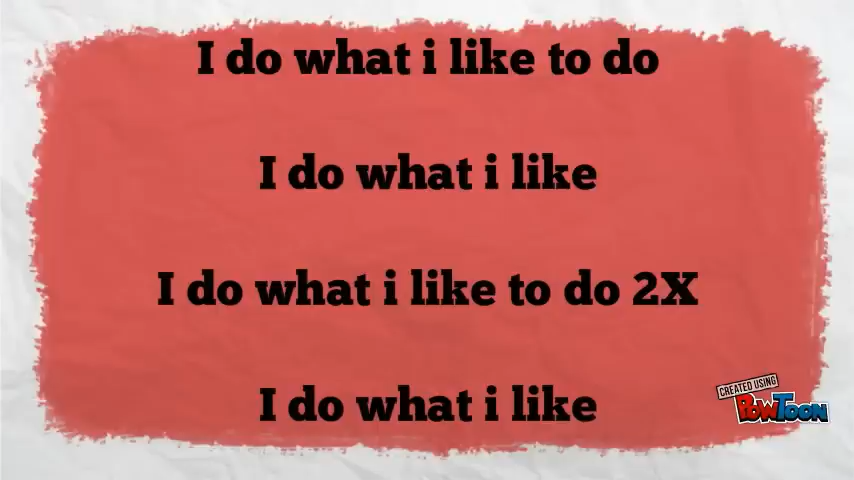 I do what i like to do
I do what i like
I do what i like to do 2X
I do what i like
CREATED USING
POWTOON